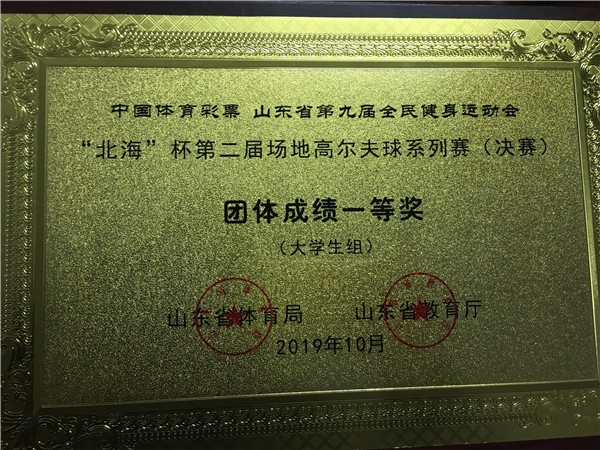 中国体育彩票 山东省第九届全民健身运动会
“北海”杯第二届场地高尔夫球系列赛（决赛）
团体成绩一等奖
（大学生组）
山东省体育局 山东省教育厅
2019年10月